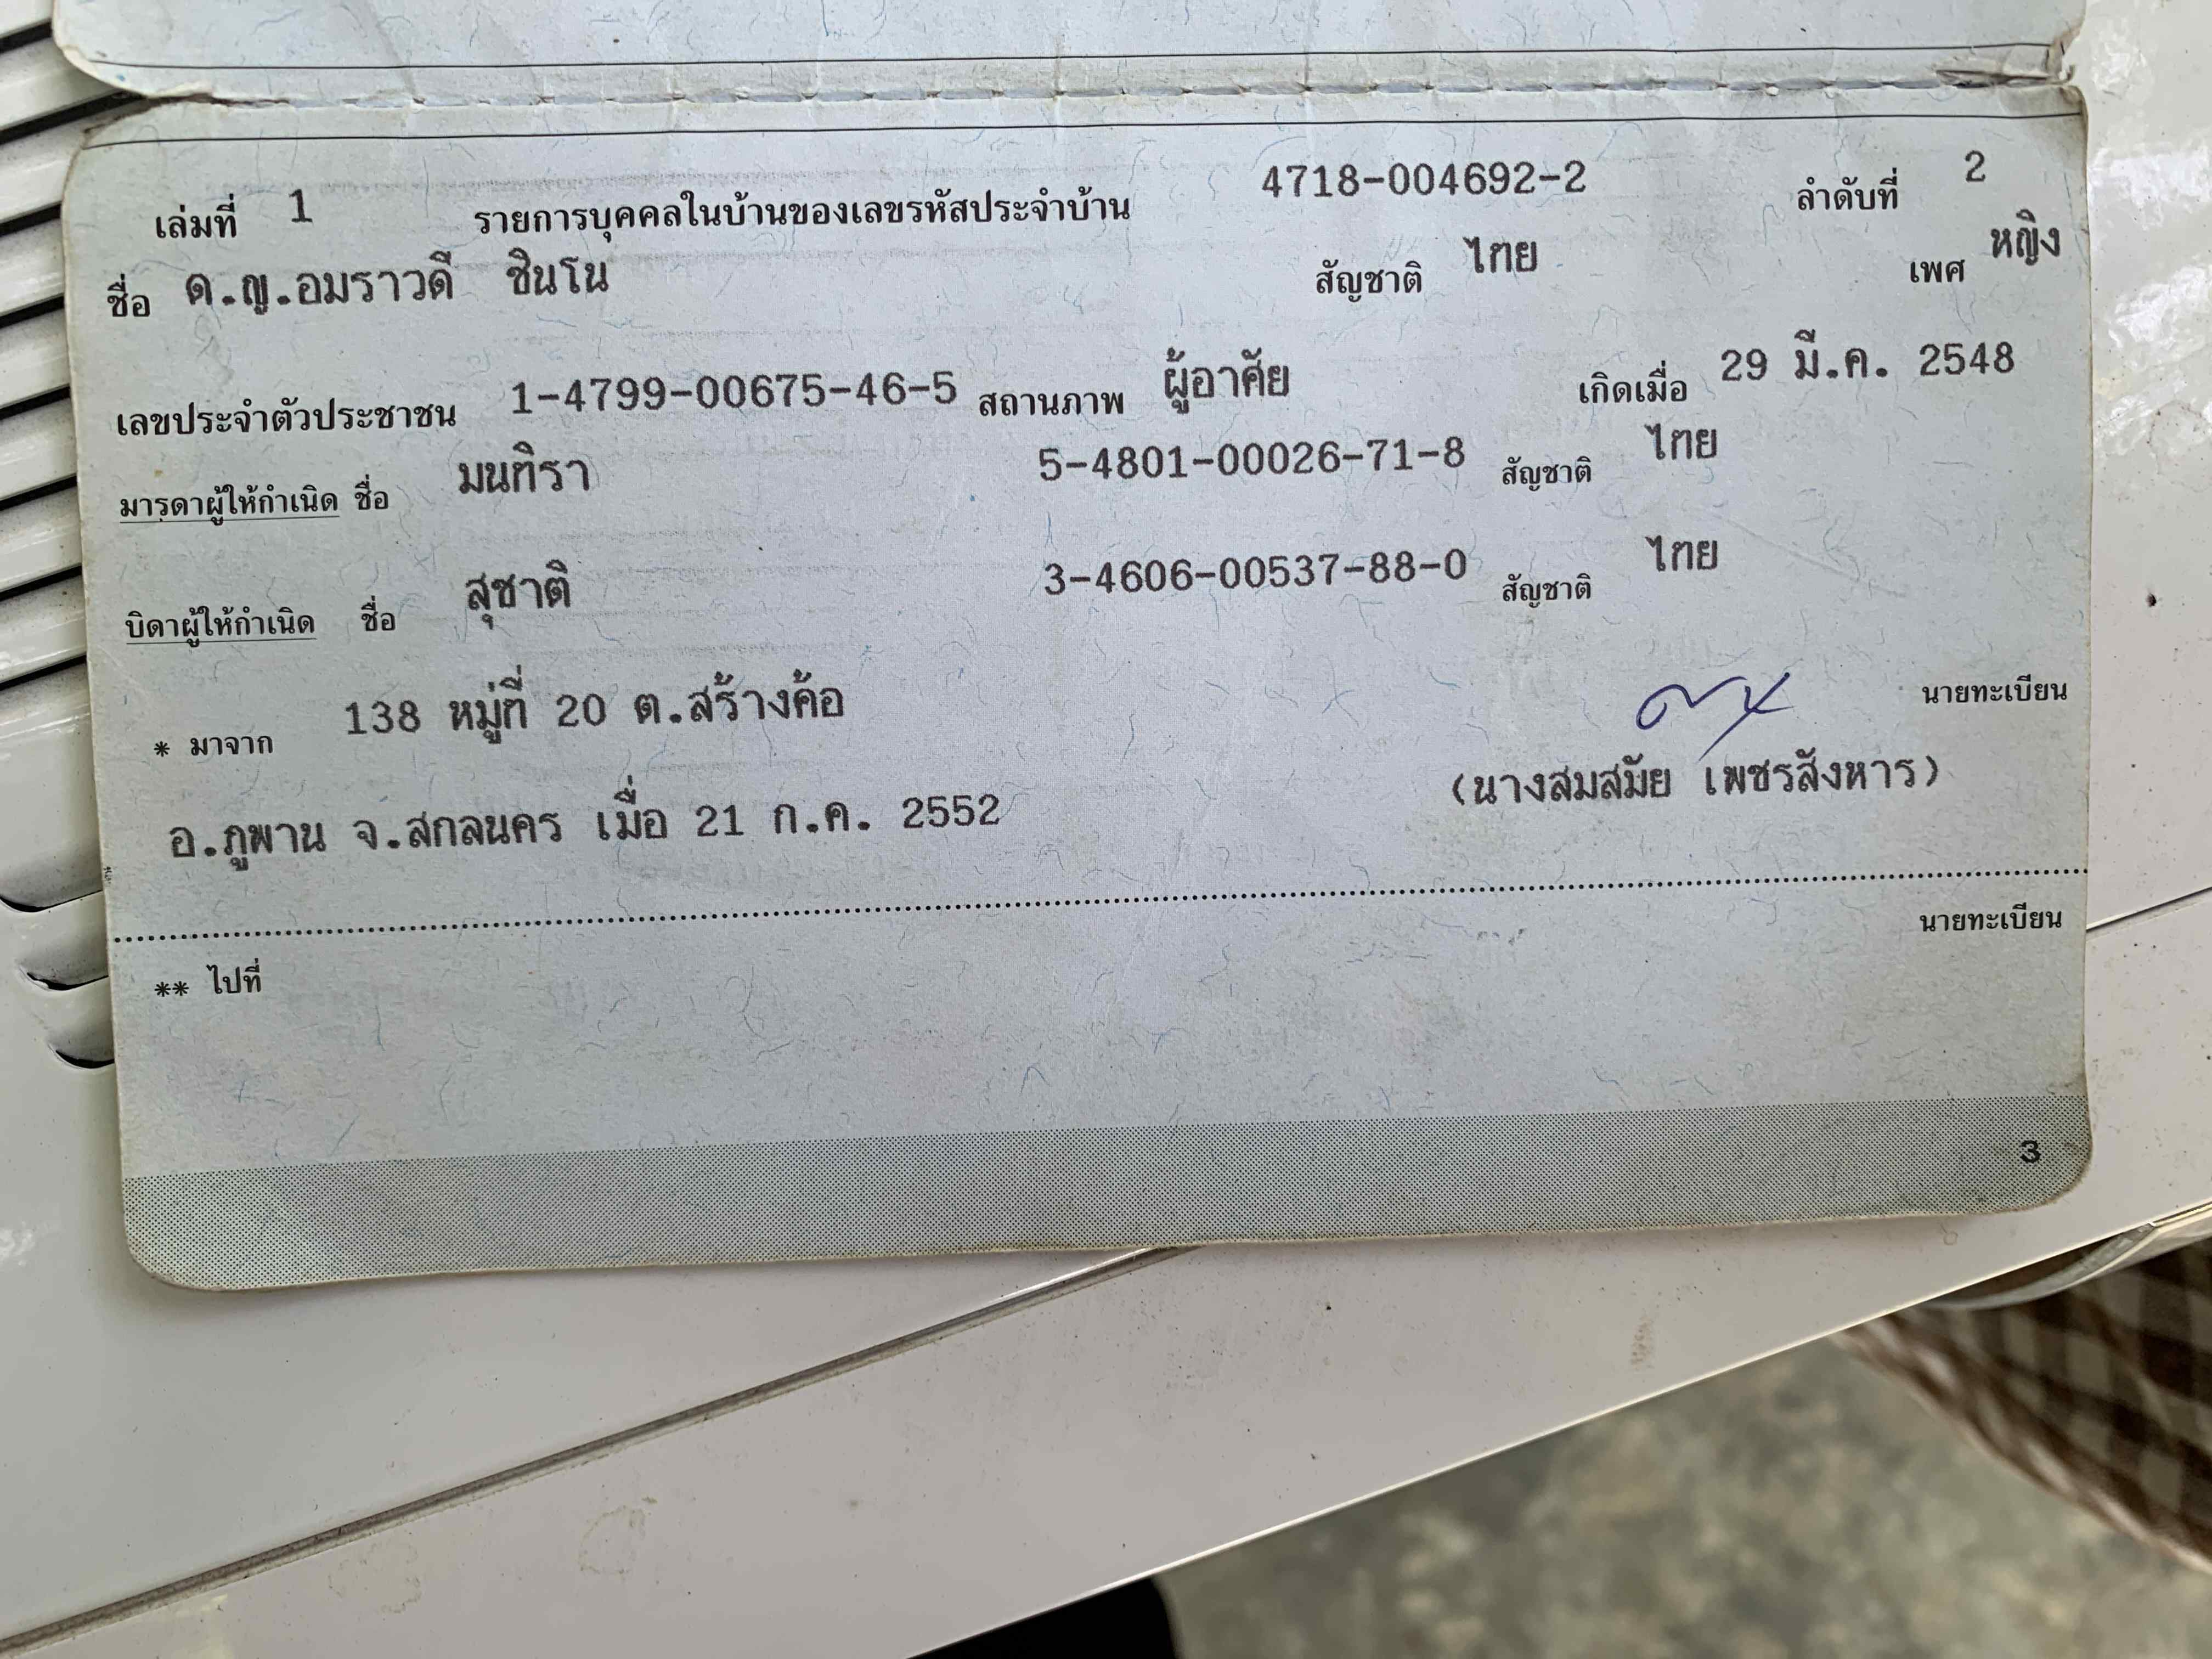 เล่มที่ 1 รายการบุคคลในบ้านของเลขรหัสประจำบ้าน 4718-004692-2 ลำดับที่ 2
ชื่อ ด.ญ.อมราวดี ชินโน สัญชาติ ไทย เพศ หญิง
เลขประจำตัวประชาชน 1-4799-00675-46-5 สถานภาพ ผู้อาศัย เกิดเมื่อ 29 มี.ค. 2548
มารดาผู้ให้กำเนิด ชื่อ มนทิรา 5-4801-00026-71-8 สัญชาติ ไทย
บิดาผู้ให้กำเนิด ชื่อ สุชาติ 3-4606-00537-88-0 สัญชาติ ไทย
* มาจาก 138 หมู่ที่ 20 ต.สร้างค้อ นายทะเบียน
อ.ภูพาน จ.สกลนคร เมื่อ 21 ก.ค. 2552 (นางสมสมัย เพชรสังหาร)
นายทะเบียน
** ไปที่
3